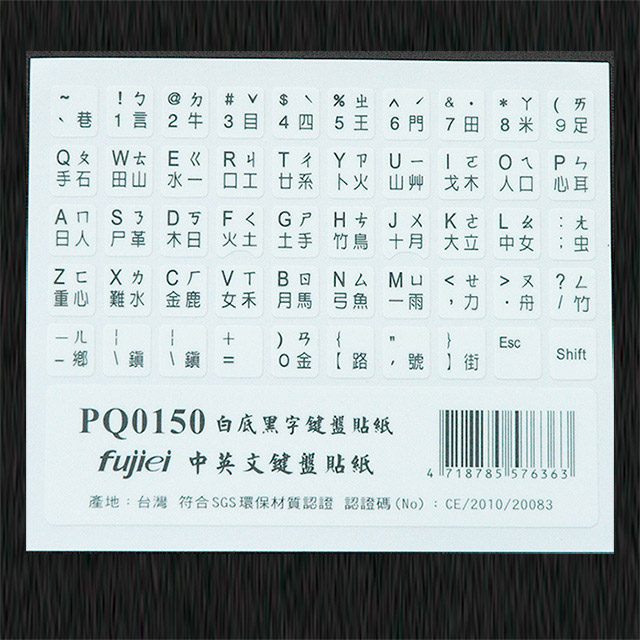 ~ ! ㄅ @ ㄉ # ˇ $ ˋ % ㄓ ^ ˊ & ˙ * ㄚ ( ㄞ
、 巷 1 言 2 牛 3 目 4 四 5 王 6 門 7 田 8 米 9 足
Q ㄆ W ㄊ E ㄍ R ㄐ T ㄔ Y ㄗ U ㄧ I ㄛ O ㄟ P ㄣ
手 石 田 山 水 一 口 工 廿 系 卜 火 山 艸 戈 木 人 口 心 耳
A ㄇ S ㄋ D ㄎ F ㄑ G ㄕ H ㄘ J ㄨ K ㄜ L ㄠ : ㄤ
日 人 尸 革 木 日 火 土 土 手 竹 鳥 十 月 大 立 中 女 ; 虫
Z ㄈ X ㄌ C ㄏ V ㄒ B ㄖ N ㄙ M ㄩ < ㄝ > ㄡ ? ㄥ
重 心 難 水 金 鹿 女 禾 月 馬 弓 魚 一 雨 , 力 . 舟 / 竹
— ㄦ | | + ) ㄢ { " } Esc Shift
– 鄉 \ 鎮 \ 鎮 = 0 金 【 路 ' 號 】 街
PQ0150 白底黑字鍵盤貼紙
fujiei 中英文鍵盤貼紙
4 718785 576363
產地:台灣 符合SGS環保材質認證 認證碼(No):CE/2010/20083